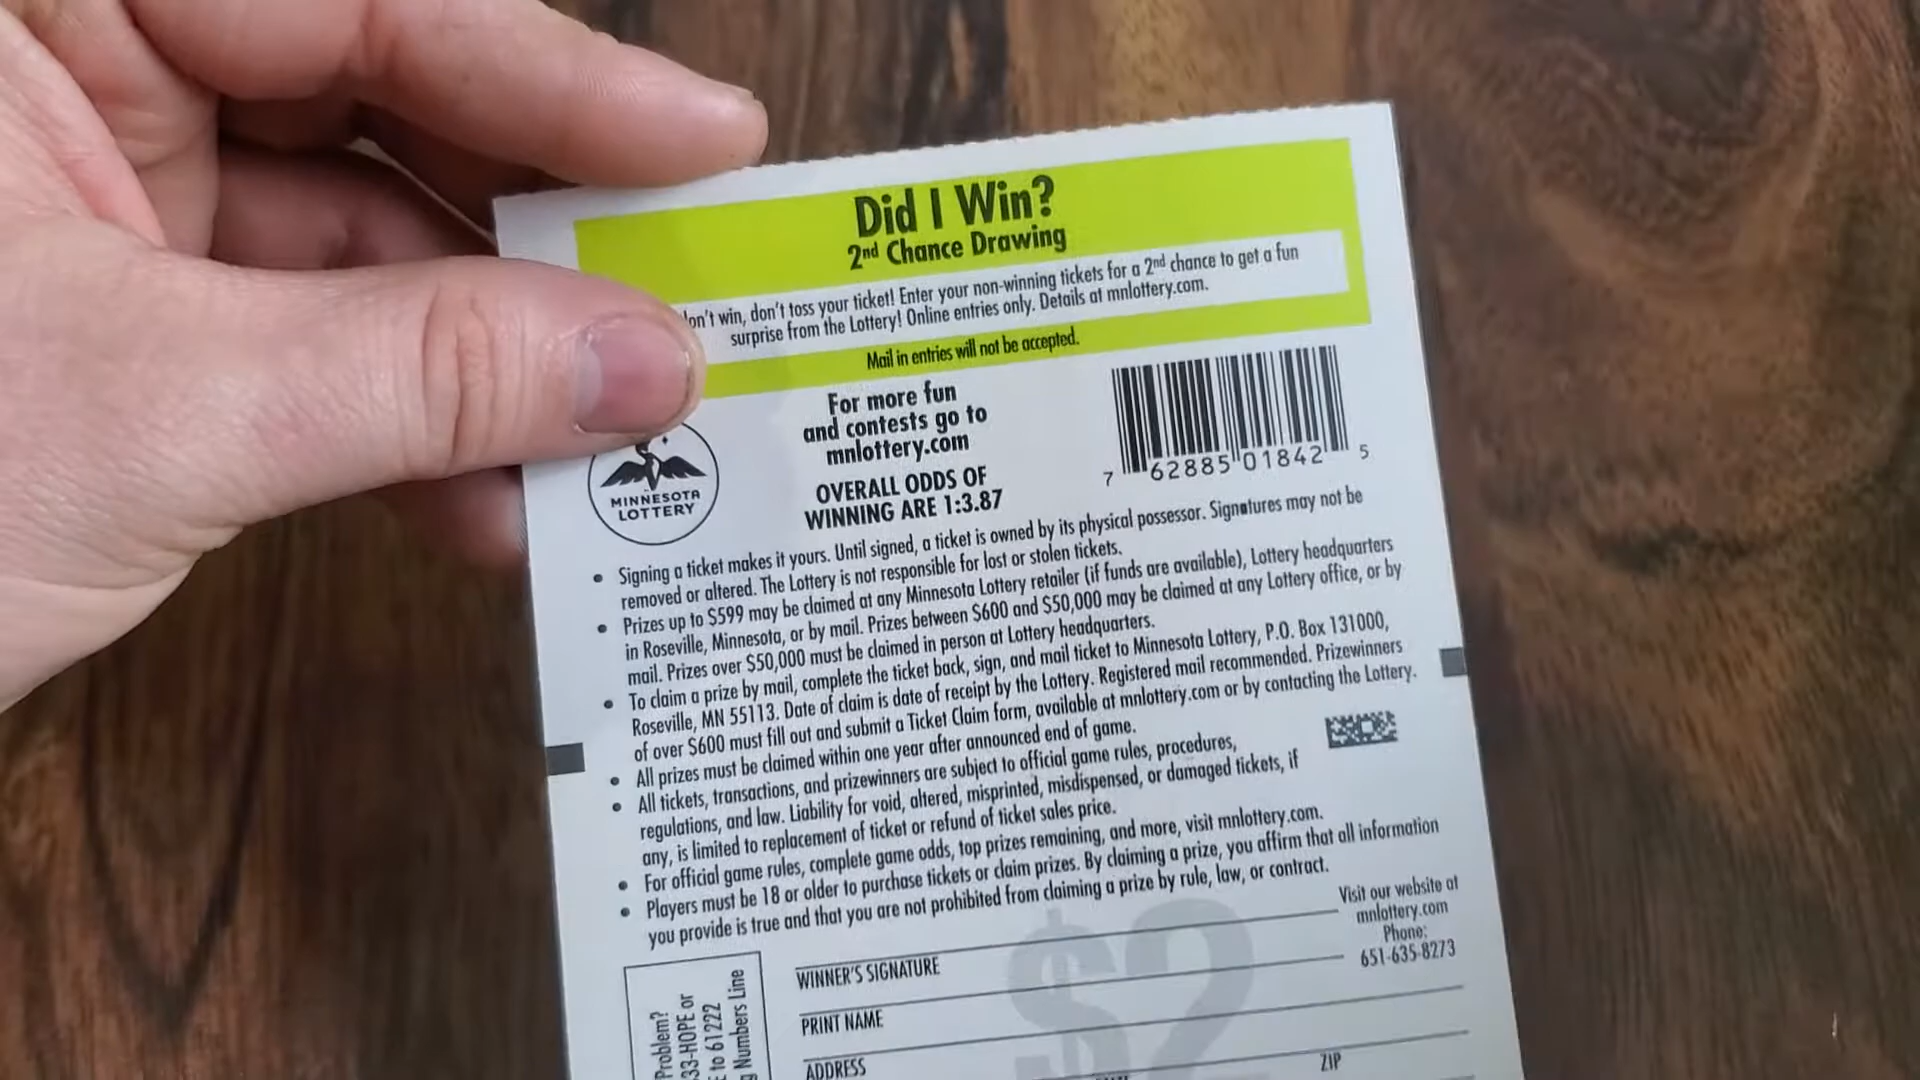 Did I Win?
2nd Chance Drawing
don't win, don't toss your ticket! Enter your non-winning tickets for a 2nd chance to get a fun
surprise from the Lottery! Online entries only. Details at mnlottery.com.
Mail in entries will not be accepted.
For more fun
and contests go to
mnlottery.com
OVERALL ODDS OF
WINNING ARE 1:3.87
MINNESOTA
LOTTERY
7 62885 01842 5
• Signing a ticket makes it yours. Until signed, a ticket is owned by its physical possessor. Signatures may not be
removed or altered. The Lottery is not responsible for lost or stolen tickets.
• Prizes up to $599 may be claimed at any Minnesota Lottery retailer (if funds are available), Lottery headquarters
in Roseville, Minnesota, or by mail. Prizes between $600 and $50,000 may be claimed at any Lottery office, or by
mail. Prizes over $50,000 must be claimed in person at Lottery headquarters.
• To claim a prize by mail, complete the ticket back, sign, and mail ticket to Minnesota Lottery, P.O. Box 131000,
Roseville, MN 55113. Date of claim is date of receipt by the Lottery. Registered mail recommended. Prizewinners
of over $600 must fill out and submit a Ticket Claim form, available at mnlottery.com or by contacting the Lottery.
• All prizes must be claimed within one year after announced end of game.
• All tickets, transactions, and prizewinners are subject to official game rules, procedures,
regulations, and law. Liability for void, altered, misprinted, misdispensed, or damaged tickets, if
any, is limited to replacement of ticket or refund of ticket sales price.
• For official game rules, complete game odds, top prizes remaining, and more, visit mnlottery.com.
• Players must be 18 or older to purchase tickets or claim prizes. By claiming a prize, you affirm that all information
you provide is true and that you are not prohibited from claiming a prize by rule, law, or contract.
Visit our website at
mnlottery.com
Phone:
651-635-8273
$2
WINNER'S SIGNATURE
PRINT NAME
ADDRESS
ZIP
Problem?
33-HOPE or
to 61222
Numbers Line